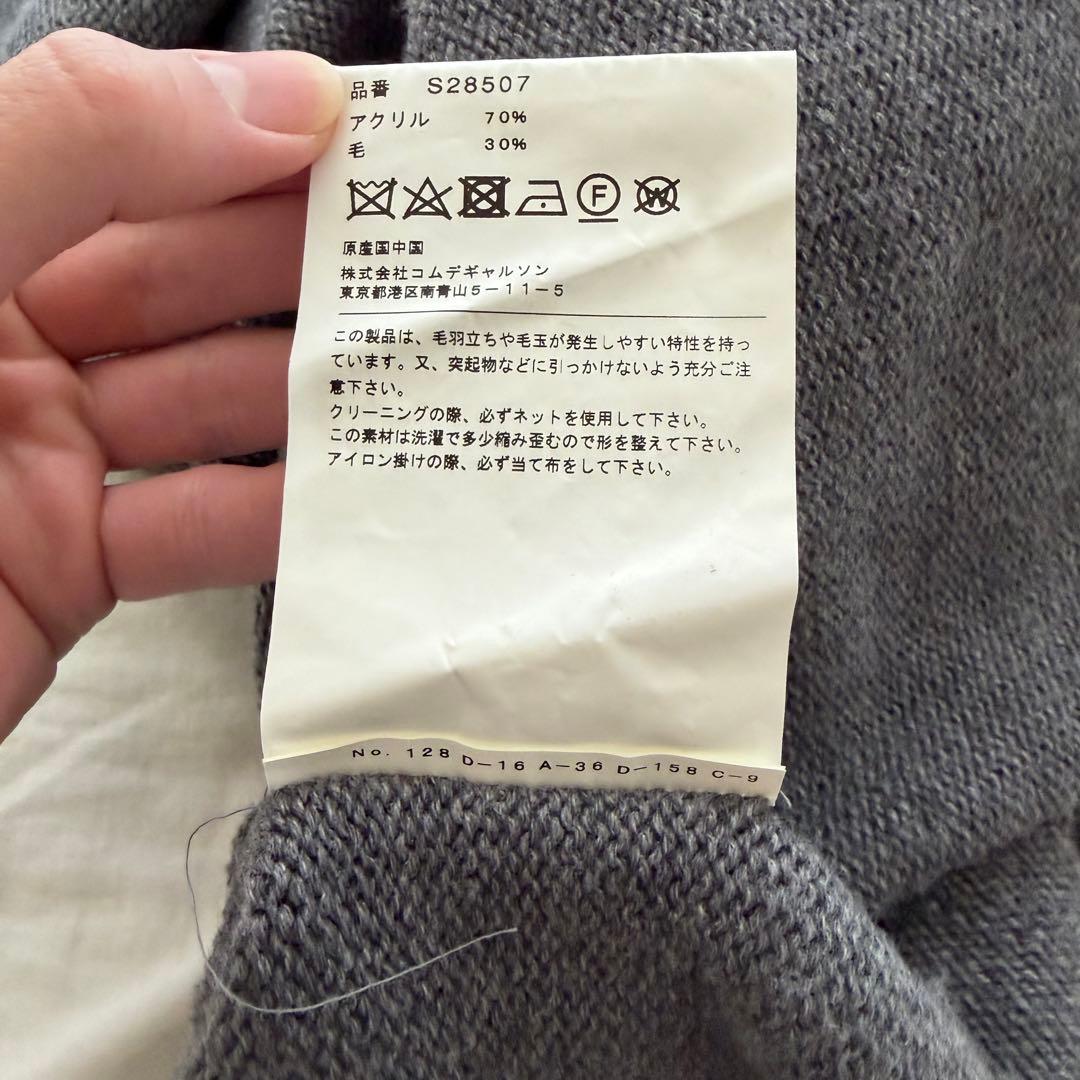 品番 S28507
アクリル 70%
毛 30%
F W
原産国中国
株式会社コムデギャルソン
東京都港区南青山5-11-5
この製品は、毛羽立ちや毛玉が発生しやすい特性を持っ
ています。又、突起物などに引っかけないよう充分ご注
意下さい。
クリーニングの際、必ずネットを使用して下さい。
この素材は洗濯で多少縮み歪むので形を整えて下さい。
アイロン掛けの際、必ず当て布をして下さい。
No. 128 D-16 A-36 D-158 C-9